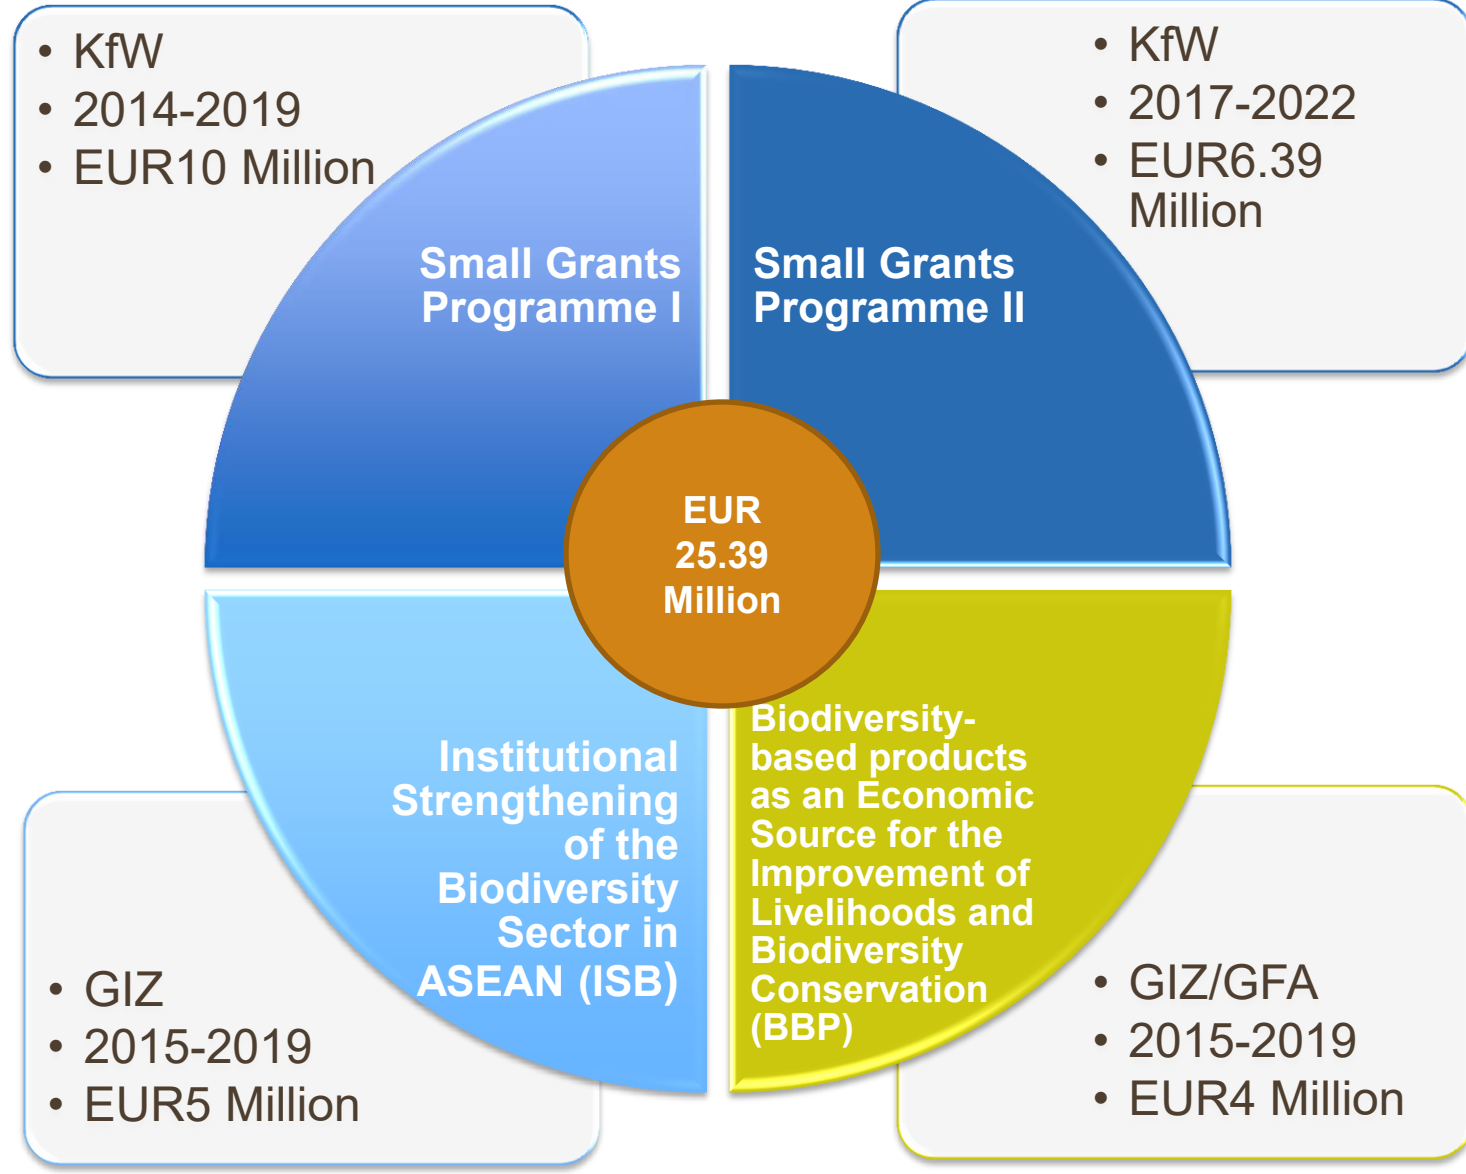 • KfW
• 2014-2019
• EUR10 Million
• KfW
• 2017-2022
• EUR6.39
Million
Small Grants
Programme I
Small Grants
Programme II
EUR
25.39
Million
Institutional
Strengthening
of the
Biodiversity
Sector in
ASEAN (ISB)
Biodiversity-
based products
as an Economic
Source for the
Improvement of
Livelihoods and
Biodiversity
Conservation
(BBP)
• GIZ
• 2015-2019
• EUR5 Million
• GIZ/GFA
• 2015-2019
• EUR4 Million